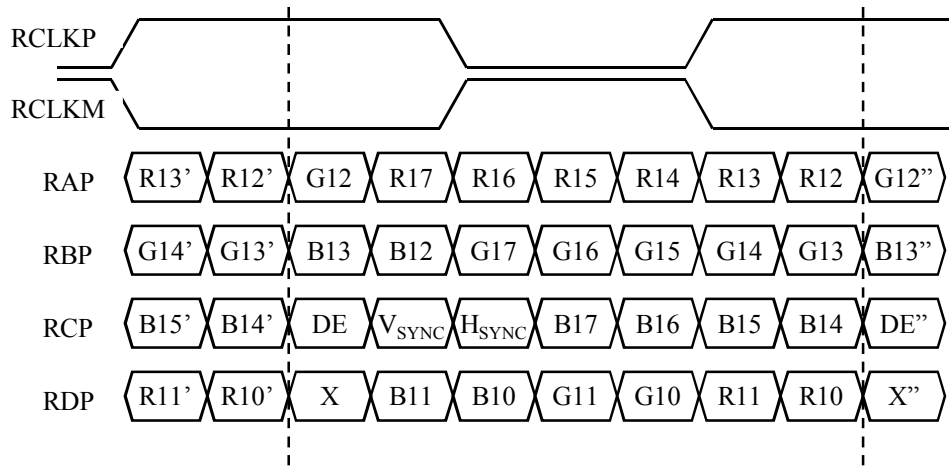 RCLKP
RCLKM
RAP R13’ R12’ G12 R17 R16 R15 R14 R13 R12 G12”
RBP G14’ G13’ B13 B12 G17 G16 G15 G14 G13 B13”
RCP B15’ B14’ DE VSYNC HSYNC B17 B16 B15 B14 DE”
RDP R11’ R10’ X B11 B10 G11 G10 R11 R10 X”